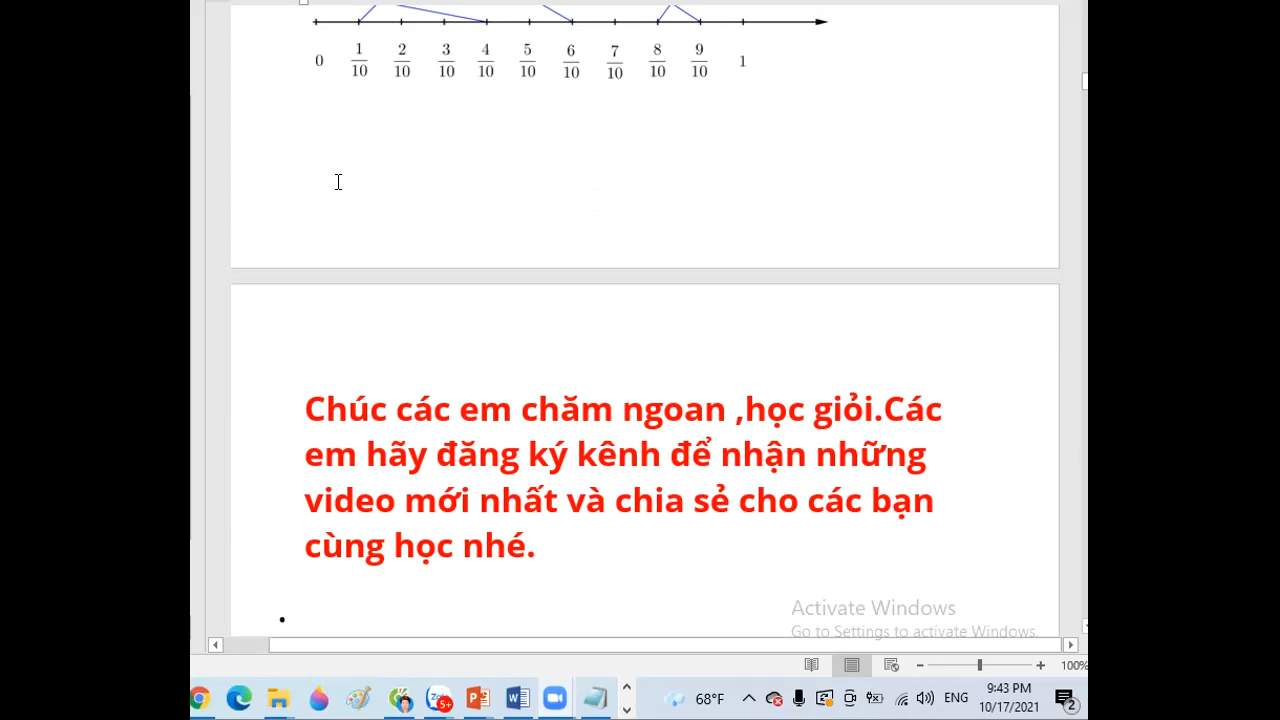 0 1/10 2/10 3/10 4/10 5/10 6/10 7/10 8/10 9/10 1
Chúc các em chăm ngoan ,học giỏi.Các
em hãy đăng ký kênh để nhận những
video mới nhất và chia sẻ cho các bạn
cùng học nhé.
•
Activate Windows
Go to Settings to activate Windows.
100%
5+
68°F
ENG
9:43 PM
10/17/2021
2